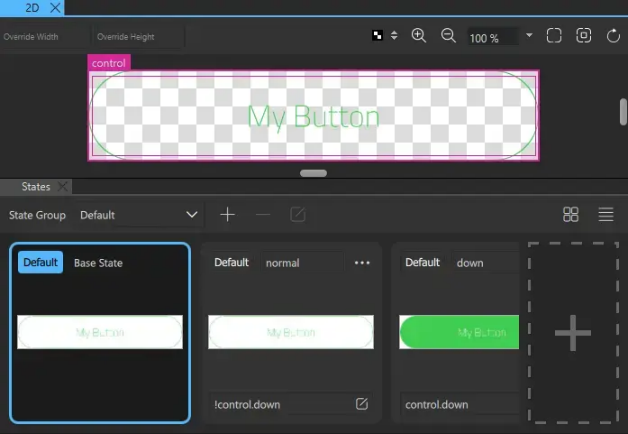 2D
Override Width Override Height 100 %
control
My Button
States
State Group Default
Default Base State
Default normal
Default down
My Button
My Button
My Button
!control.down
control.down